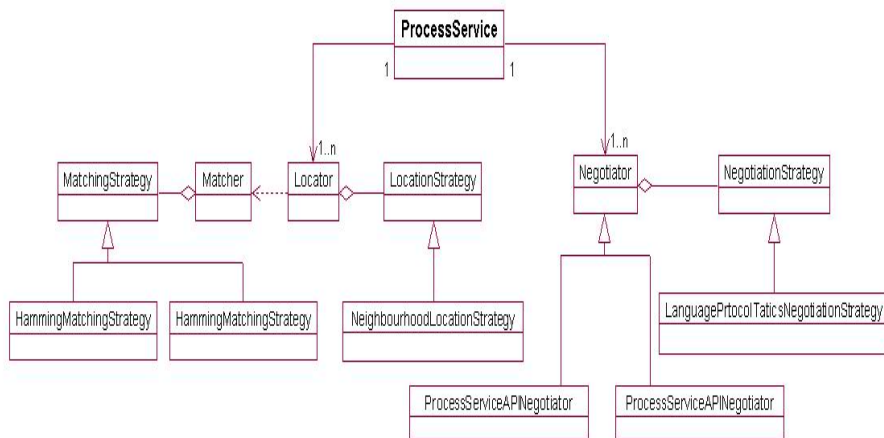 ProcessService
1
1
1..n
1..n
MatchingStrategy
Matcher
Locator
LocationStrategy
Negotiator
NegotiationStrategy
HammingMatchingStrategy
HammingMatchingStrategy
NeighbourhoodLocationStrategy
LanguagePrtocolTaticsNegotiationStrategy
ProcessServiceAPINegotiator
ProcessServiceAPINegotiator